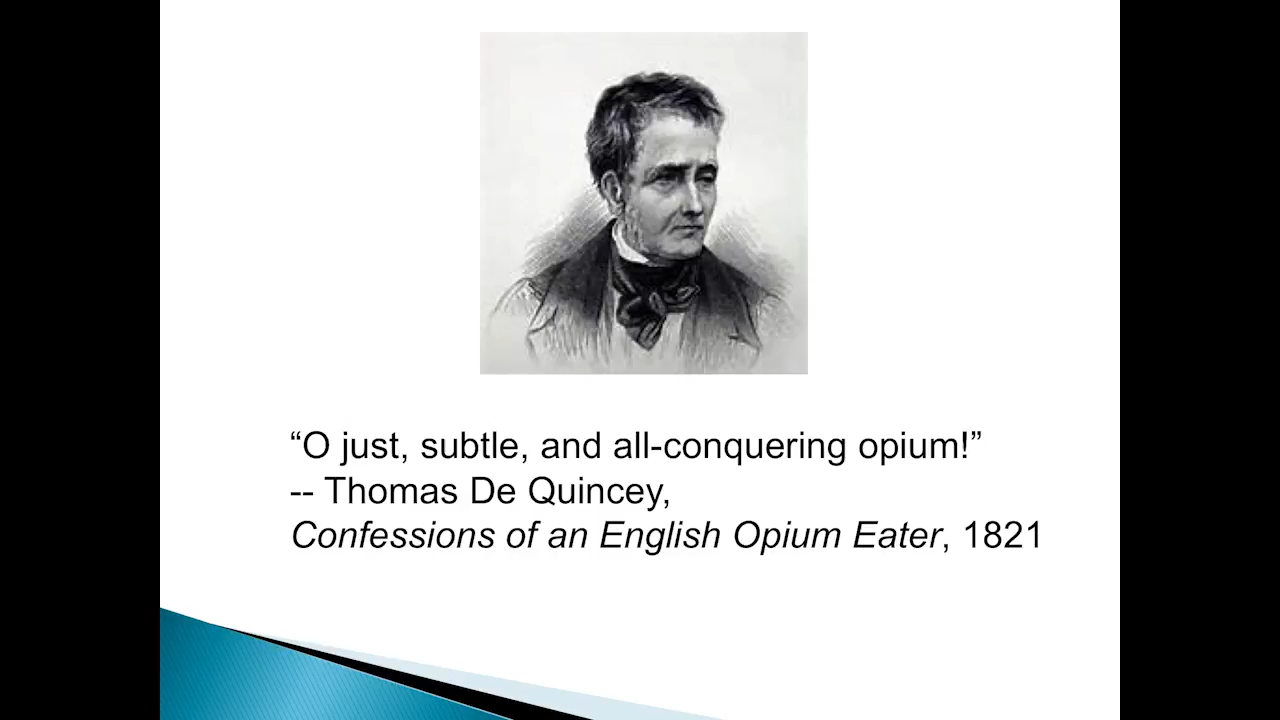 “O just, subtle, and all-conquering opium!”
-- Thomas De Quincey,
Confessions of an English Opium Eater, 1821